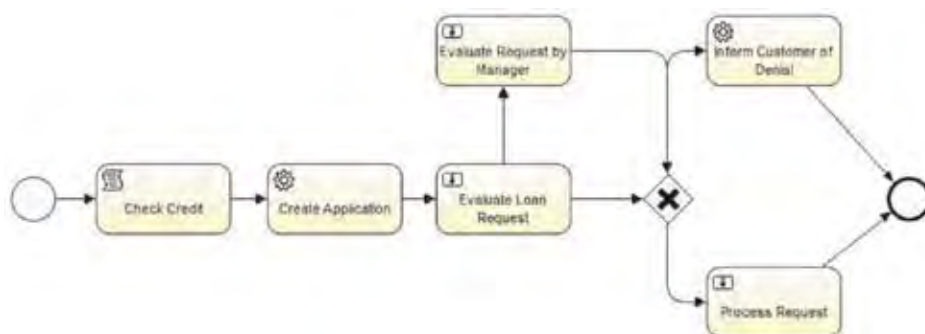 Evaluate Request by
Manager
Inform Customer of
Denial
Check Credit
Create Application
Evaluate Loan
Request
Process Request